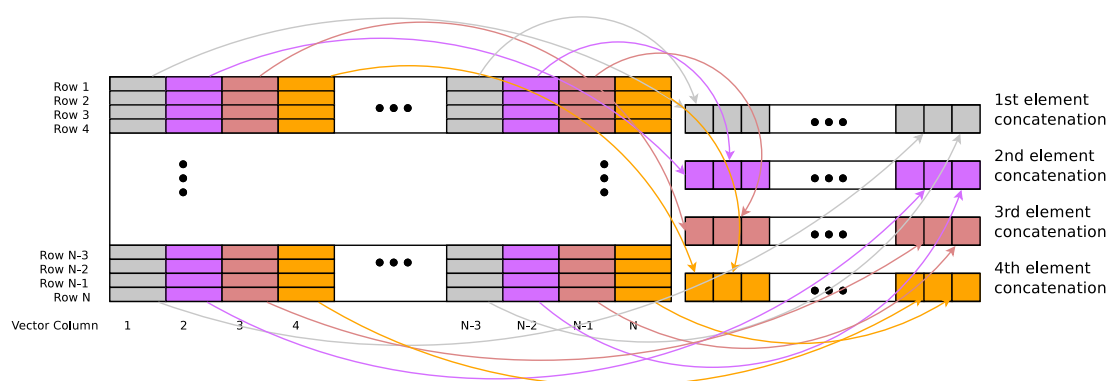 Row 1
Row 2
Row 3
Row 4
1st element
concatenation
2nd element
concatenation
3rd element
concatenation
4th element
concatenation
Row N-3
Row N-2
Row N-1
Row N
Vector Column 1 2 3 4 N-3 N-2 N-1 N